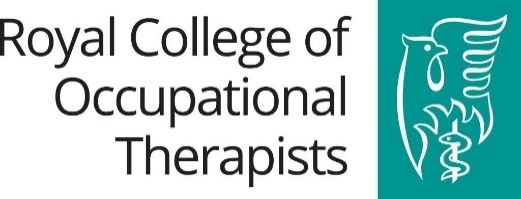 Royal College of
Occupational
Therapists